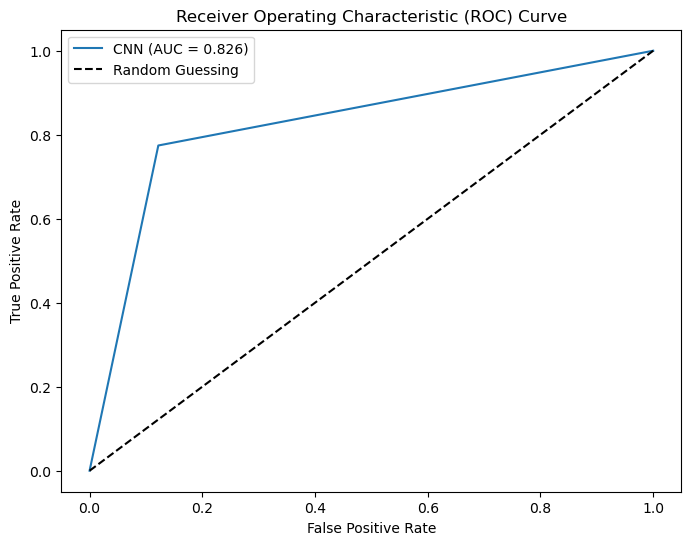 Receiver Operating Characteristic (ROC) Curve
CNN (AUC = 0.826)
Random Guessing
True Positive Rate
1.0
0.8
0.6
0.4
0.2
0.0
0.0 0.2 0.4 0.6 0.8 1.0
False Positive Rate